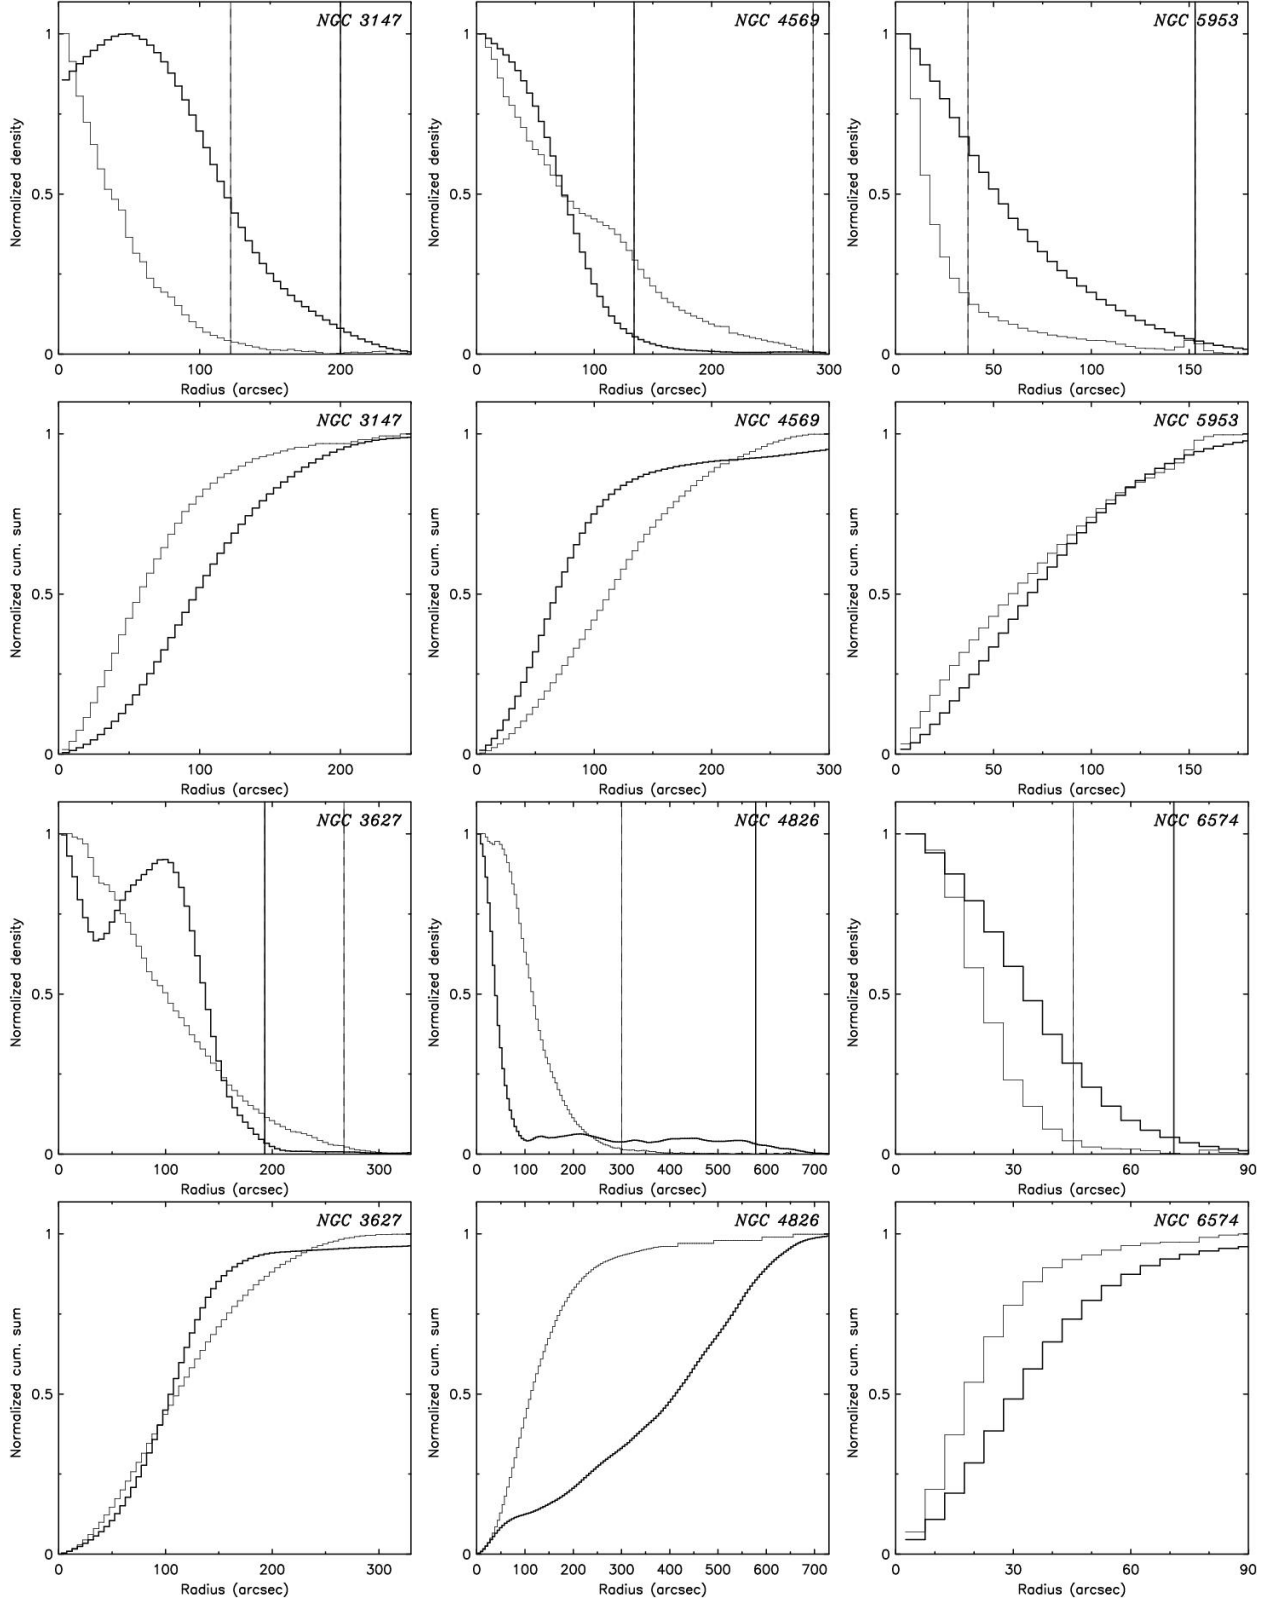 NGC 3147 NGC 4569 NGC 5953
1 1 1
Normalized density Normalized density Normalized density
0.5 0.5 0.5
0 0 0
0 100 200 0 100 200 300 0 50 100 150
Radius (arcsec) Radius (arcsec) Radius (arcsec)
NGC 3147 NGC 4569 NGC 5953
1 1 1
Normalized cum. sum Normalized cum. sum Normalized cum. sum
0.5 0.5 0.5
0 0 0
0 100 200 0 100 200 300 0 50 100 150
Radius (arcsec) Radius (arcsec) Radius (arcsec)
NGC 3627 NGC 4826 NGC 6574
1 1 1
Normalized density Normalized density Normalized density
0.5 0.5 0.5
0 0 0
0 100 200 300 0 100 200 300 400 500 600 700 0 30 60 90
Radius (arcsec) Radius (arcsec) Radius (arcsec)
NGC 3627 NGC 4826 NGC 6574
1 1 1
Normalized cum. sum Normalized cum. sum Normalized cum. sum
0.5 0.5 0.5
0 0 0
0 100 200 300 0 100 200 300 400 500 600 700 0 30 60 90
Radius (arcsec) Radius (arcsec) Radius (arcsec)